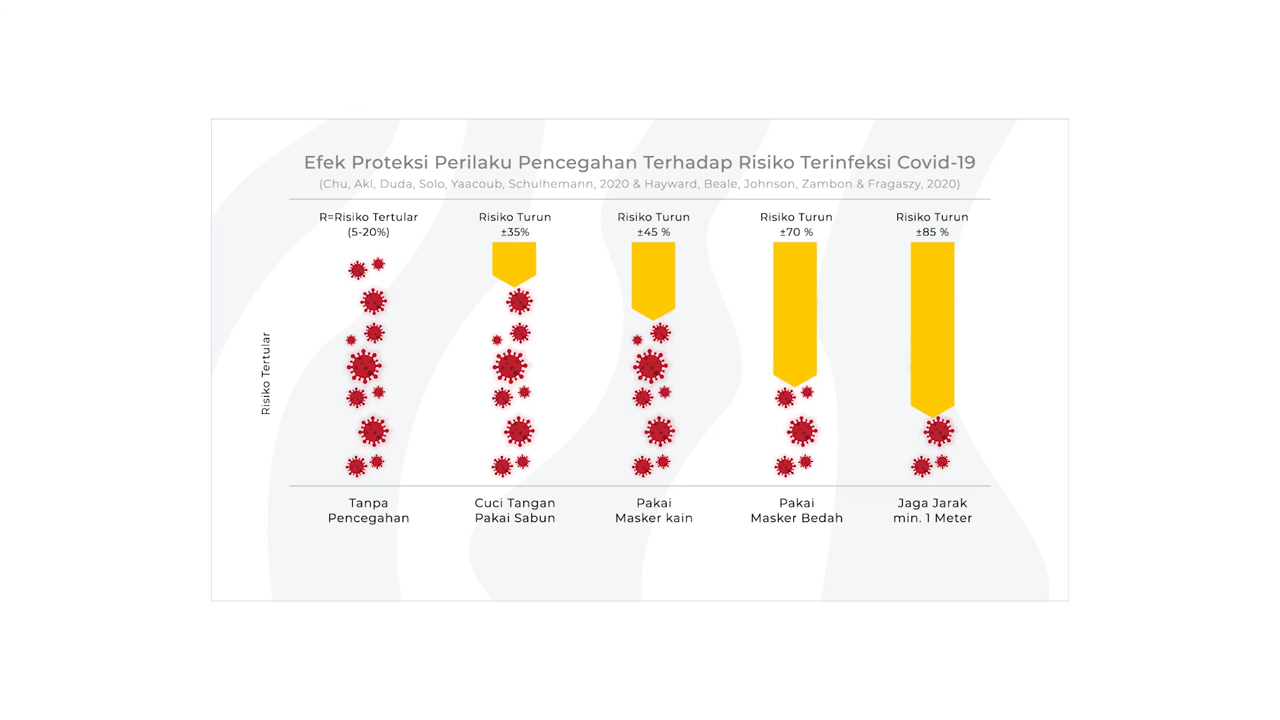 Efek Proteksi Perilaku Pencegahan Terhadap Risiko Terinfeksi Covid-19
(Chu, Akl, Duda, Solo, Yaacoub, Schulhemann, 2020 & Hayward, Beale, Johnson, Zambon & Fragaszy, 2020)
R=Risiko Tertular
(5-20%)
Risiko Turun
±35%
Risiko Turun
±45 %
Risiko Turun
±70 %
Risiko Turun
±85 %
Risiko Tertular
Tanpa
Pencegahan
Cuci Tangan
Pakai Sabun
Pakai
Masker kain
Pakai
Masker Bedah
Jaga Jarak
min. 1 Meter